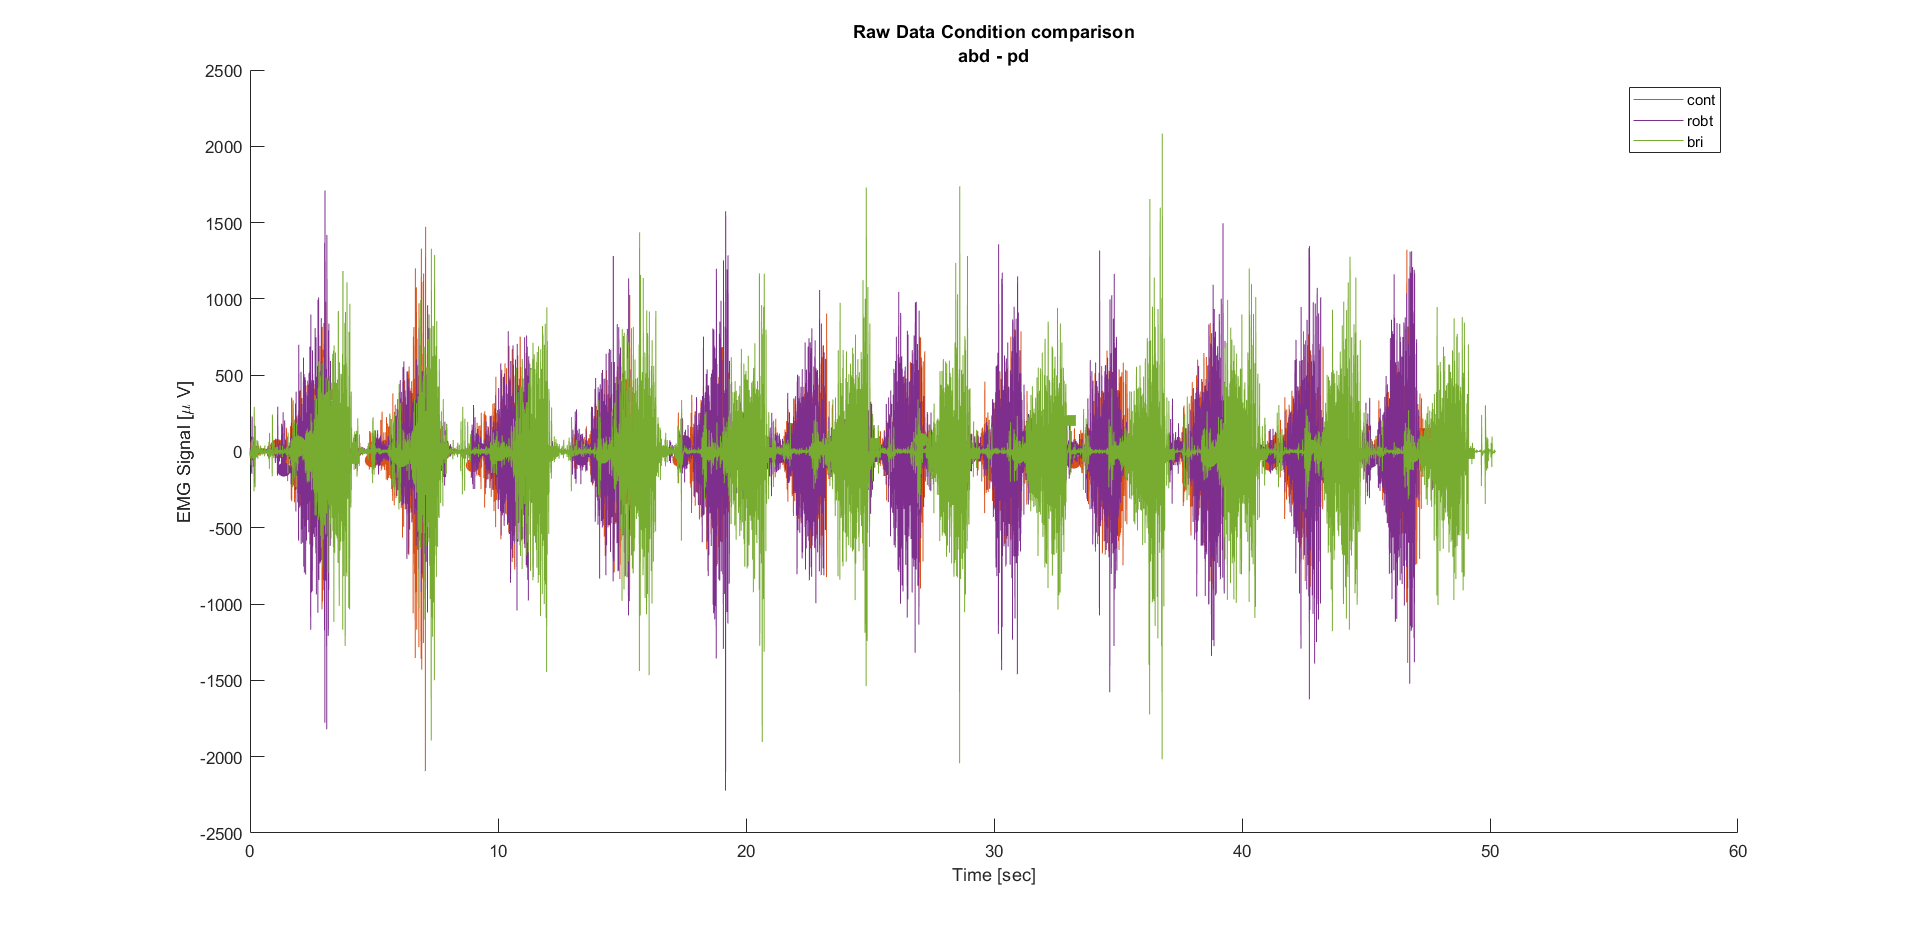 Raw Data Condition comparison
abd - pd
2500
2000
1500
1000
500
0
-500
-1000
-1500
-2000
-2500
EMG Signal [μ V]
0 10 20 30 40 50 60
Time [sec]
cont
robt
bri